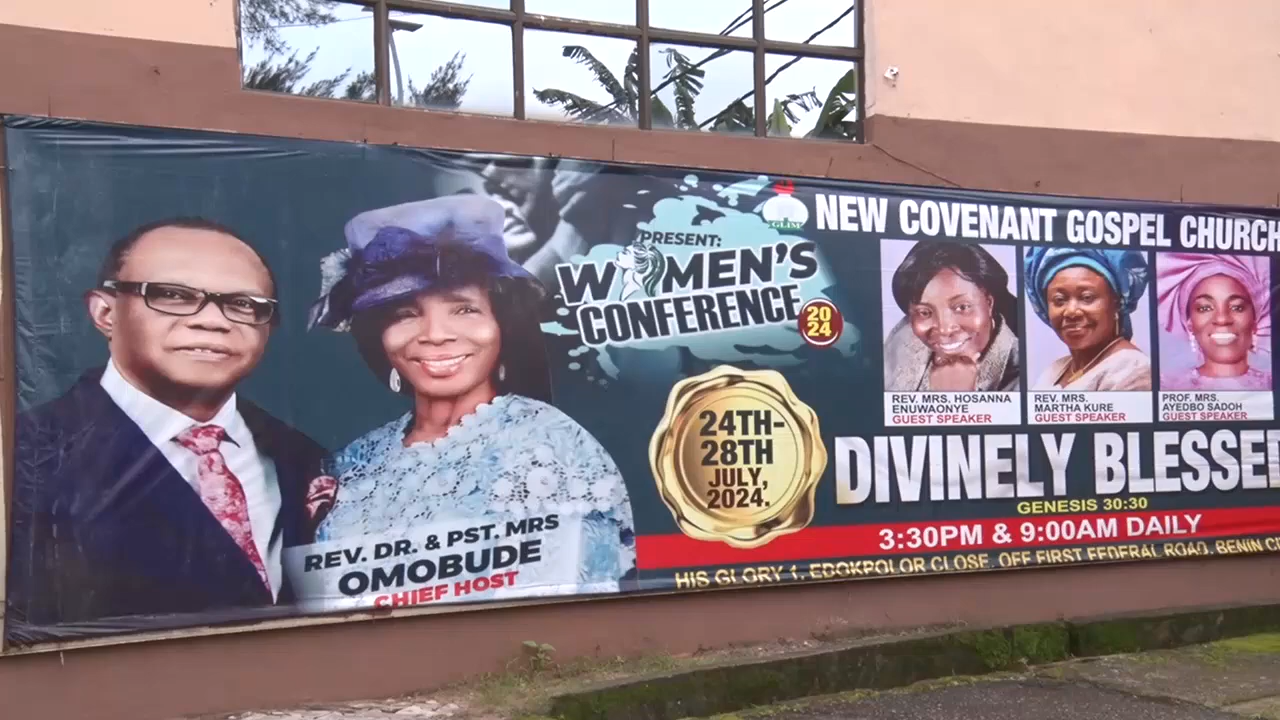 NEW COVENANT GOSPEL CHURCH
PRESENT:
WOMEN'S
CONFERENCE
2024
24TH-
28TH
JULY,
2024.
REV. MRS. HOSANNA
ENUWAONYE
GUEST SPEAKER
REV. MRS.
MARTHA KURE
GUEST SPEAKER
PROF. MRS.
AYEDBO SADOH
GUEST SPEAKER
DIVINELY BLESSE
GENESIS 30:30
3:30PM & 9:00AM DAILY
HIS GLORY 1, EDOKPOLOR CLOSE, OFF FIRST FEDERAL ROAD, BENIN
REV. DR. & PST. MRS
OMOBUDE
CHIEF HOST